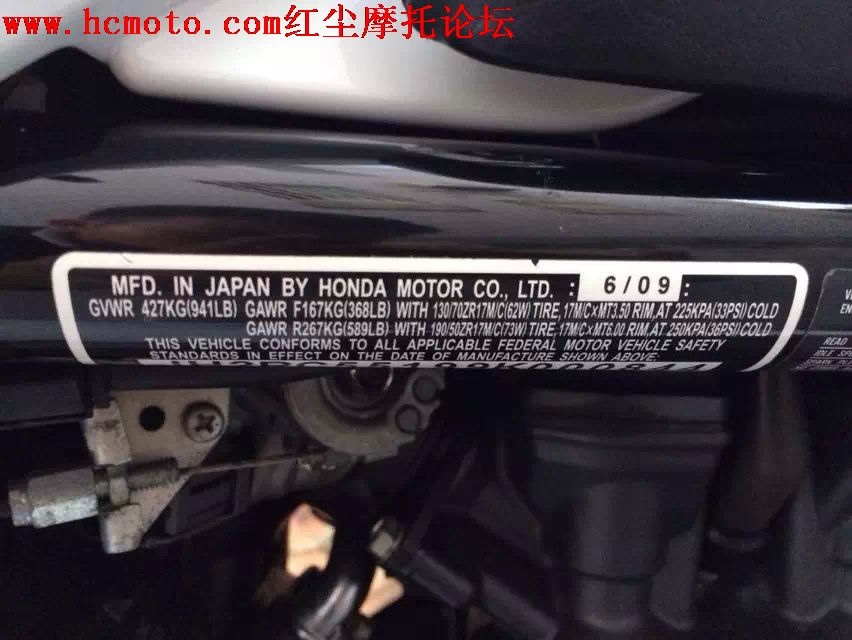 www.hcmoto.com红尘摩托论坛
MFD. IN JAPAN BY HONDA MOTOR CO., LTD. : 6/09 :
GVWR 427KG(941LB) GAWR F167KG(368LB) WITH 130/70ZR17M/C(62W) TIRE, 17M/C×MT3.50 RIM, AT 225KPA(33PSI) COLD
GAWR R267KG(589LB) WITH 190/50ZR17M/C(73W) TIRE, 17M/C×MT6.00 RIM, AT 250KPA(36PSI) COLD
THIS VEHICLE CONFORMS TO ALL APPLICABLE FEDERAL MOTOR VEHICLE SAFETY
STANDARDS IN EFFECT ON THE DATE OF MANUFACTURE SHOWN ABOVE.
READ
IDLE